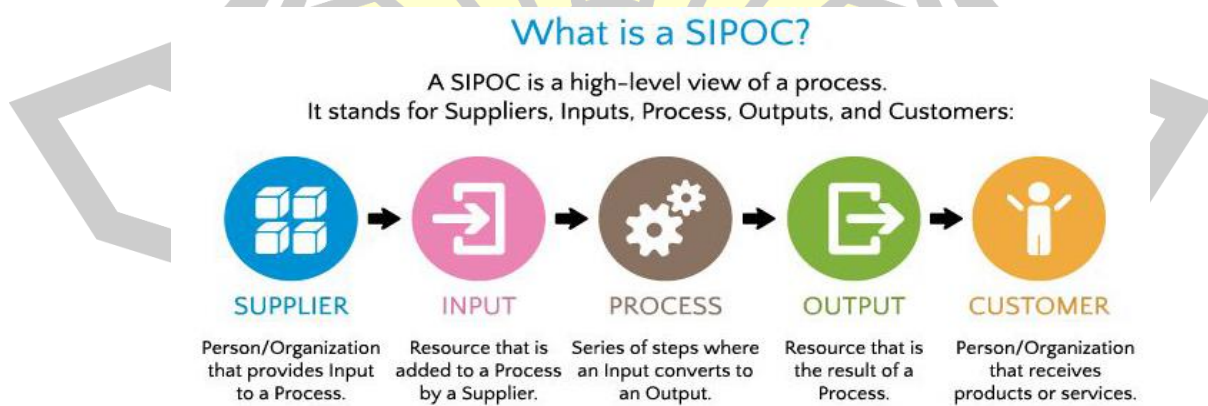 What is a SIPOC?
A SIPOC is a high-level view of a process.
It stands for Suppliers, Inputs, Process, Outputs, and Customers:
SUPPLIER
INPUT
PROCESS
OUTPUT
CUSTOMER
Person/Organization
that provides Input
to a Process.
Resource that is
added to a Process
by a Supplier.
Series of steps where
an Input converts to
an Output.
Resource that is
the result of a
Process.
Person/Organization
that receives
products or services.